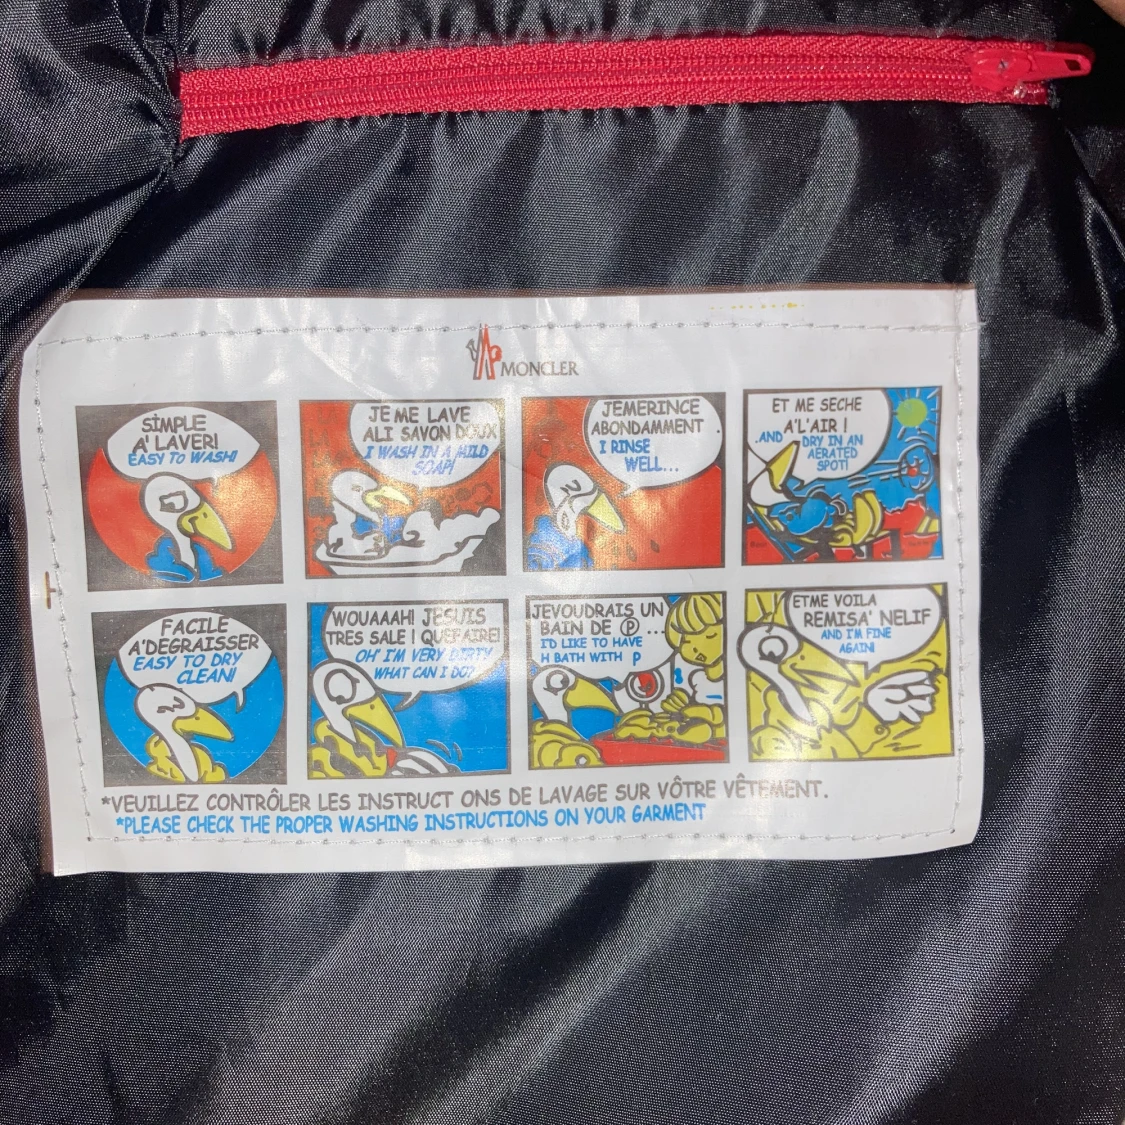 MONCLER
SIMPLE
A' LAVER!
EASY TO WASH!
JE ME LAVE
ALI SAVON DOUX
I WASH IN A MILD
SOAP!
JEMERINCE
ABONDAMMENT.
I RINSE
WELL...
ET ME SECHE
A'L'AIR!
.AND DRY IN AN
AERATED
SPOT!
FACILE
A'DEGRAISSER
EASY TO DRY
CLEAN!
WOUAAAH! JESUIS
TRES SALE! QUEFAIRE!
OH' I'M VERY DIRTY
WHAT CAN I DO?
JEVOUDRAIS UN
BAIN DE Ⓟ...
I'D LIKE TO HAVE
H BATH WITH P
ETME VOILA
REMISA' NELIF
AND I'M FINE
AGAIN!
*VEUILLEZ CONTRÔLER LES INSTRUCT ONS DE LAVAGE SUR VÔTRE VÊTEMENT.
*PLEASE CHECK THE PROPER WASHING INSTRUCTIONS ON YOUR GARMENT